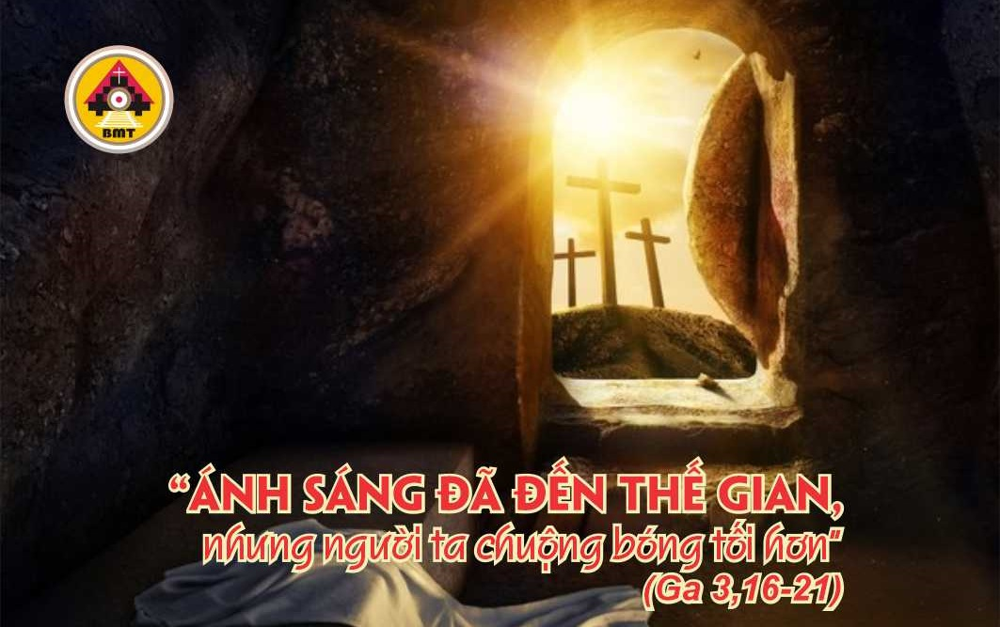 BMT
“ÁNH SÁNG ĐÃ ĐẾN THẾ GIAN,
nhưng người ta chuộng bóng tối hơn"
(Ga 3,16-21)